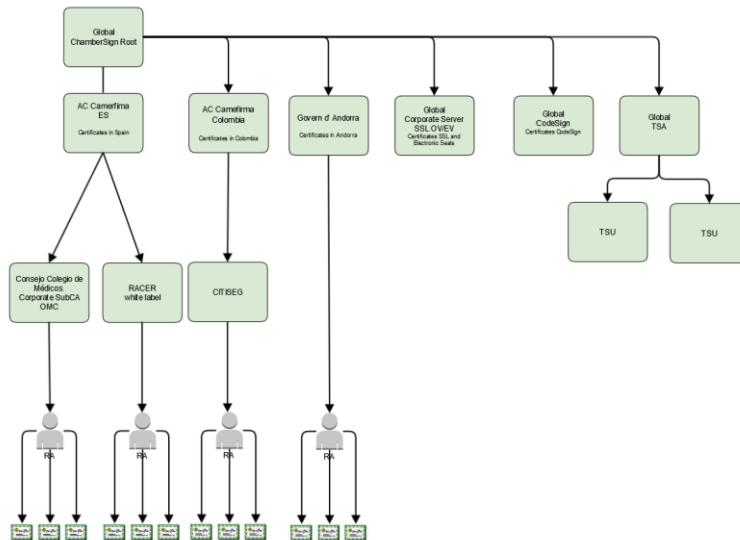 Global
ChamberSign Root
AC Camerfirma
ES
Certificates in Spain
AC Camefirma
Colombia
Certificates in Colombia
Govern d' Andorra
Certificates in Andorra
Global
Corporate Server
SSL OV/EV
Certificates SSL and
Electronic Seals
Global
CodeSign
Certificates CodeSign
Global
TSA
TSU
TSU
Consejo Colegio de
Médicos.
Corporate SubCA
OMC
RACER
white label
CITISEG
RA
RA
RA
RA